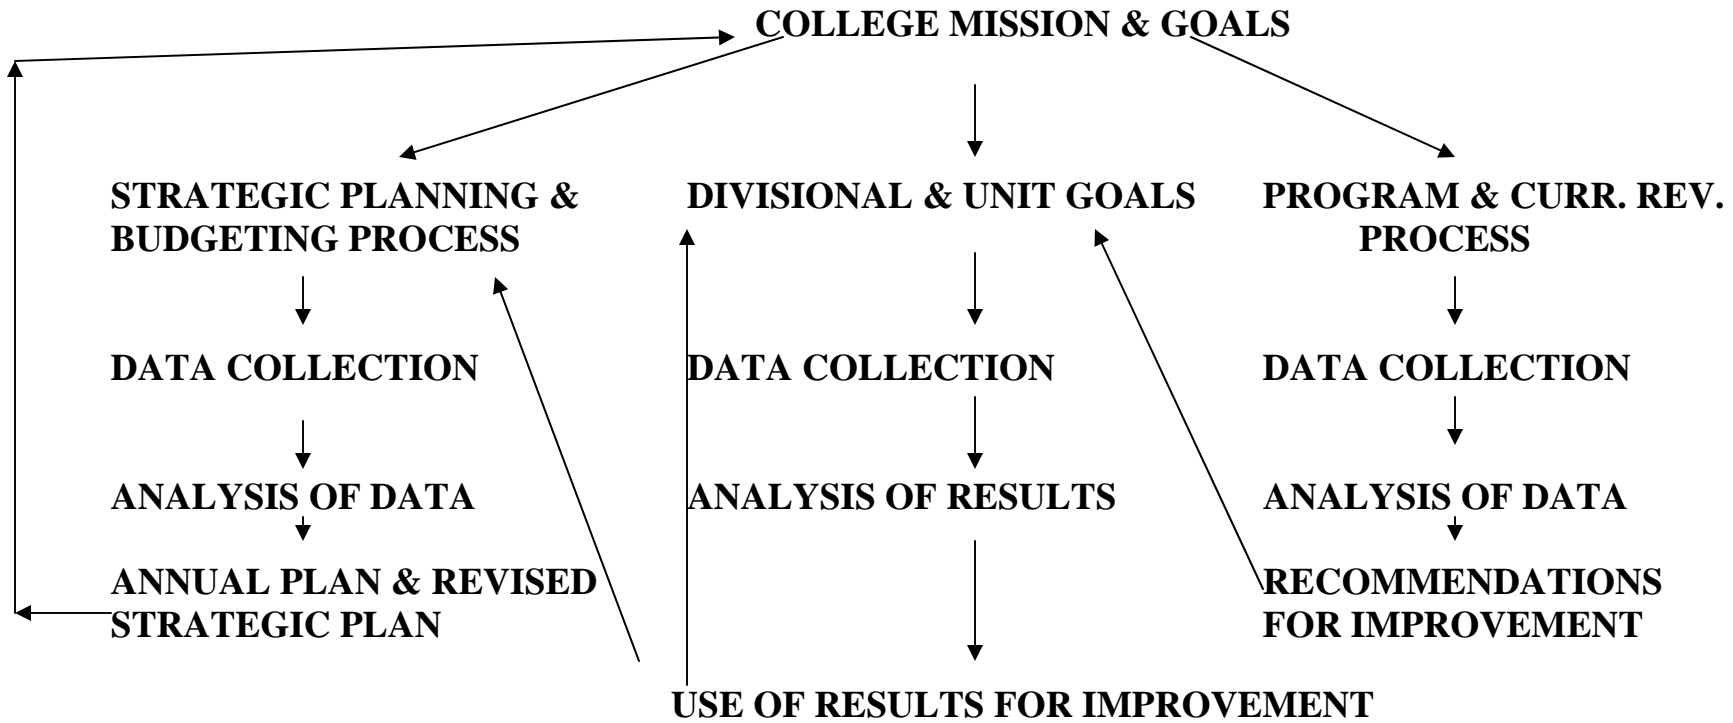 COLLEGE MISSION & GOALS
STRATEGIC PLANNING &
BUDGETING PROCESS
DIVISIONAL & UNIT GOALS
PROGRAM & CURR. REV.
PROCESS
DATA COLLECTION
DATA COLLECTION
DATA COLLECTION
ANALYSIS OF DATA
ANALYSIS OF RESULTS
ANALYSIS OF DATA
ANNUAL PLAN & REVISED
STRATEGIC PLAN
RECOMMENDATIONS
FOR IMPROVEMENT
USE OF RESULTS FOR IMPROVEMENT